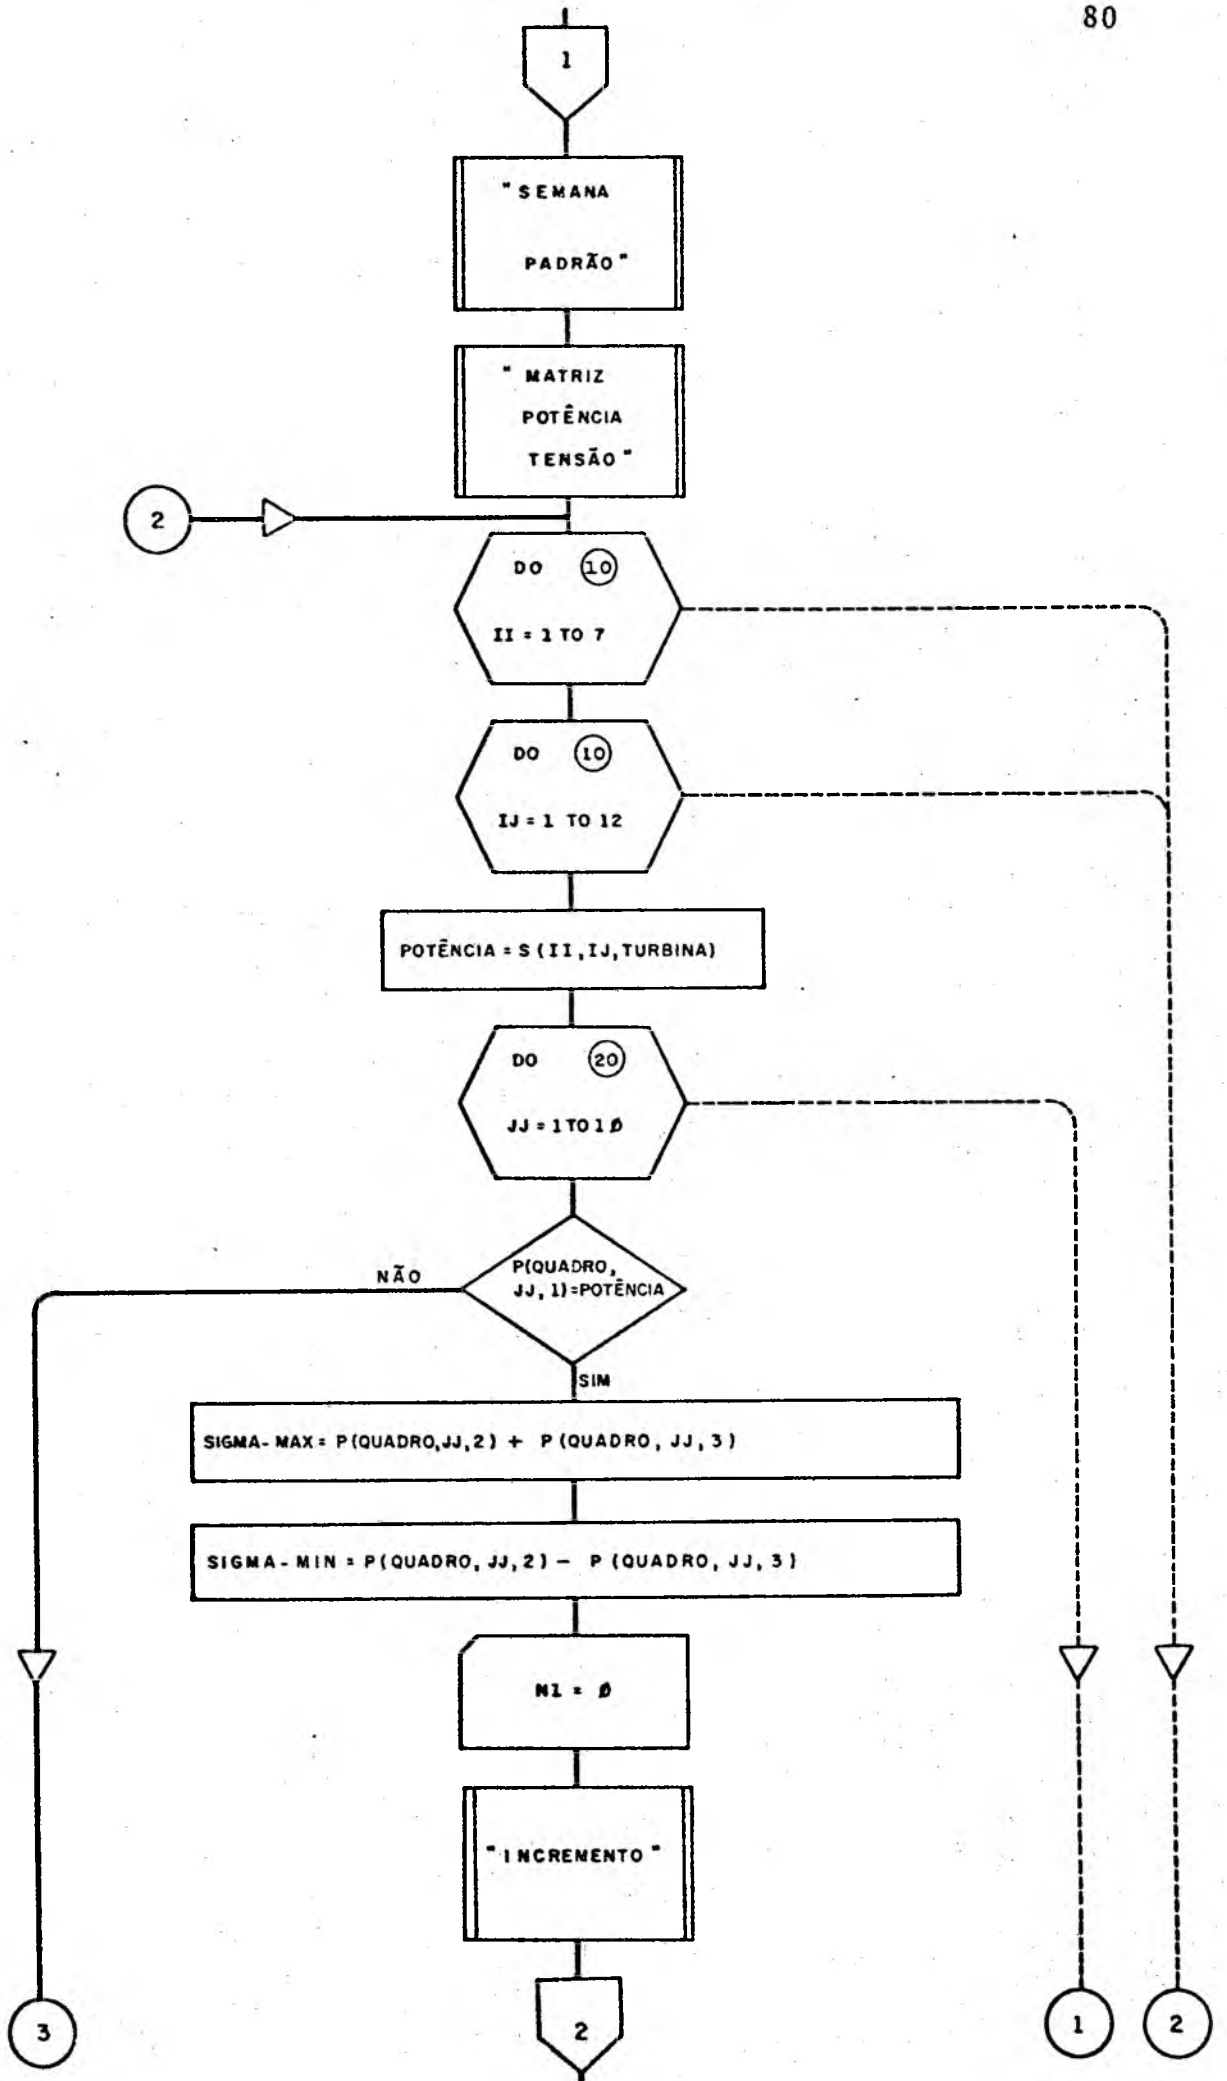 80
1
" SEMANA
PADRÃO "
" MATRIZ
POTÊNCIA
TENSÃO "
2
DO 10
II = 1 TO 7
DO 10
IJ = 1 TO 12
POTÊNCIA = S (II, IJ, TURBINA)
DO 20
JJ = 1 TO 1Ø
P(QUADRO,
JJ, 1)=POTÊNCIA
NÃO
SIM
SIGMA - MAX = P(QUADRO, JJ, 2) + P (QUADRO, JJ, 3)
SIGMA - MIN = P(QUADRO, JJ, 2) - P (QUADRO, JJ, 3)
N1 = Ø
" INCREMENTO "
3
2
1
2